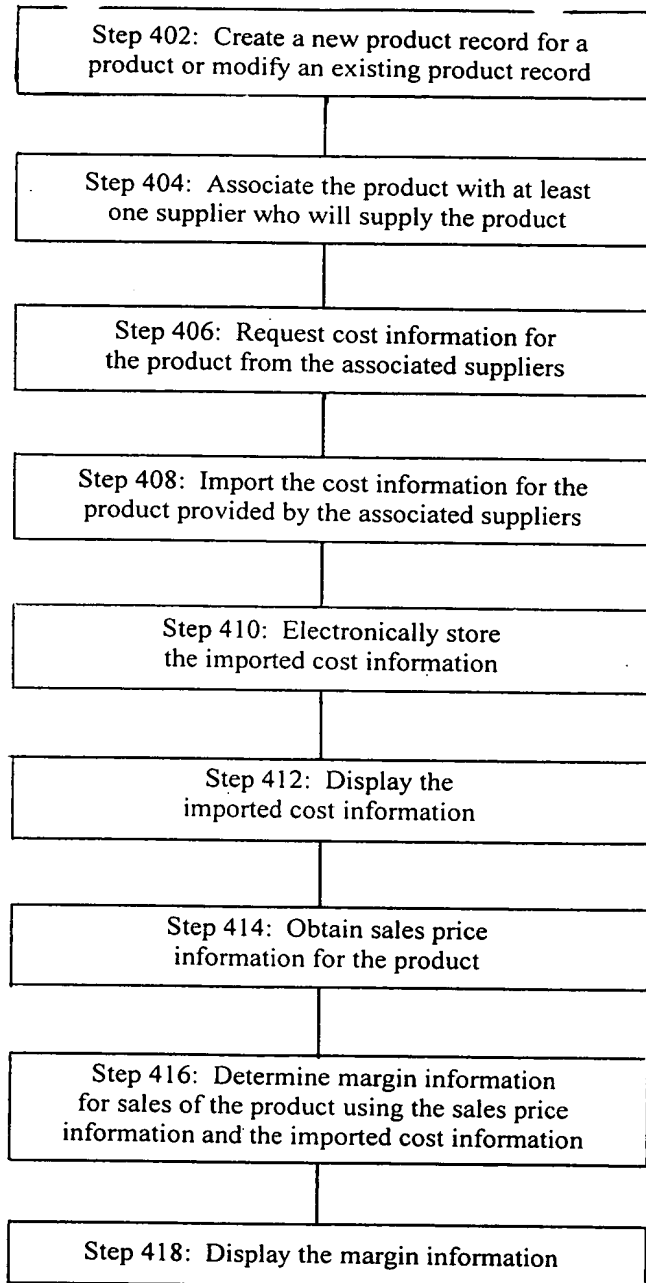 Step 402: Create a new product record for a
product or modify an existing product record
Step 404: Associate the product with at least
one supplier who will supply the product
Step 406: Request cost information for
the product from the associated suppliers
Step 408: Import the cost information for the
product provided by the associated suppliers
Step 410: Electronically store
the imported cost information
Step 412: Display the
imported cost information
Step 414: Obtain sales price
information for the product
Step 416: Determine margin information
for sales of the product using the sales price
information and the imported cost information
Step 418: Display the margin information